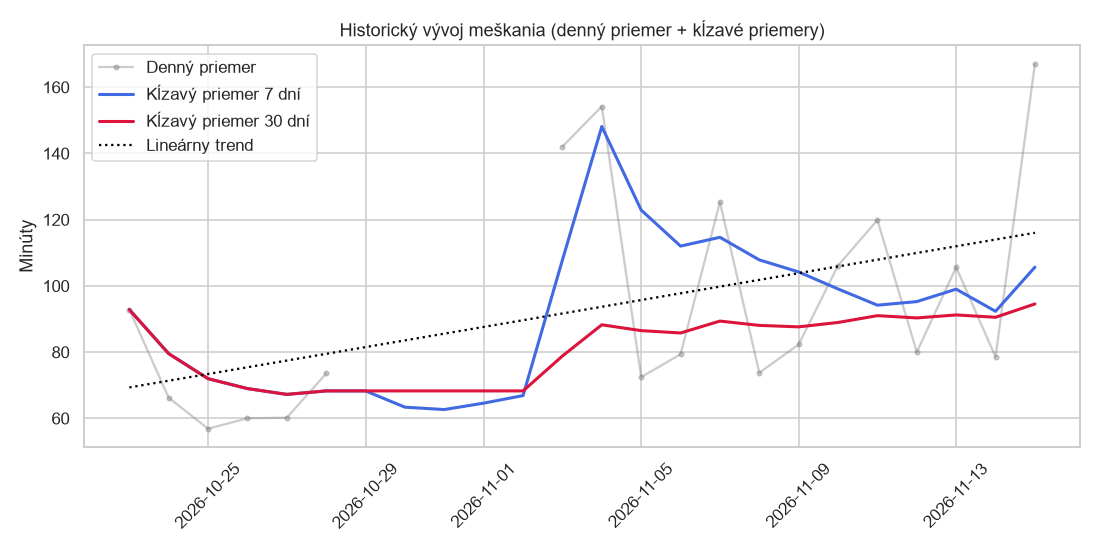 Historický vývoj meškania (denný priemer + kĺzavé priemery)
Denný priemer
Kĺzavý priemer 7 dní
Kĺzavý priemer 30 dní
Lineárny trend
Minúty
160
140
120
100
80
60
2026-10-25
2026-10-29
2026-11-01
2026-11-05
2026-11-09
2026-11-13